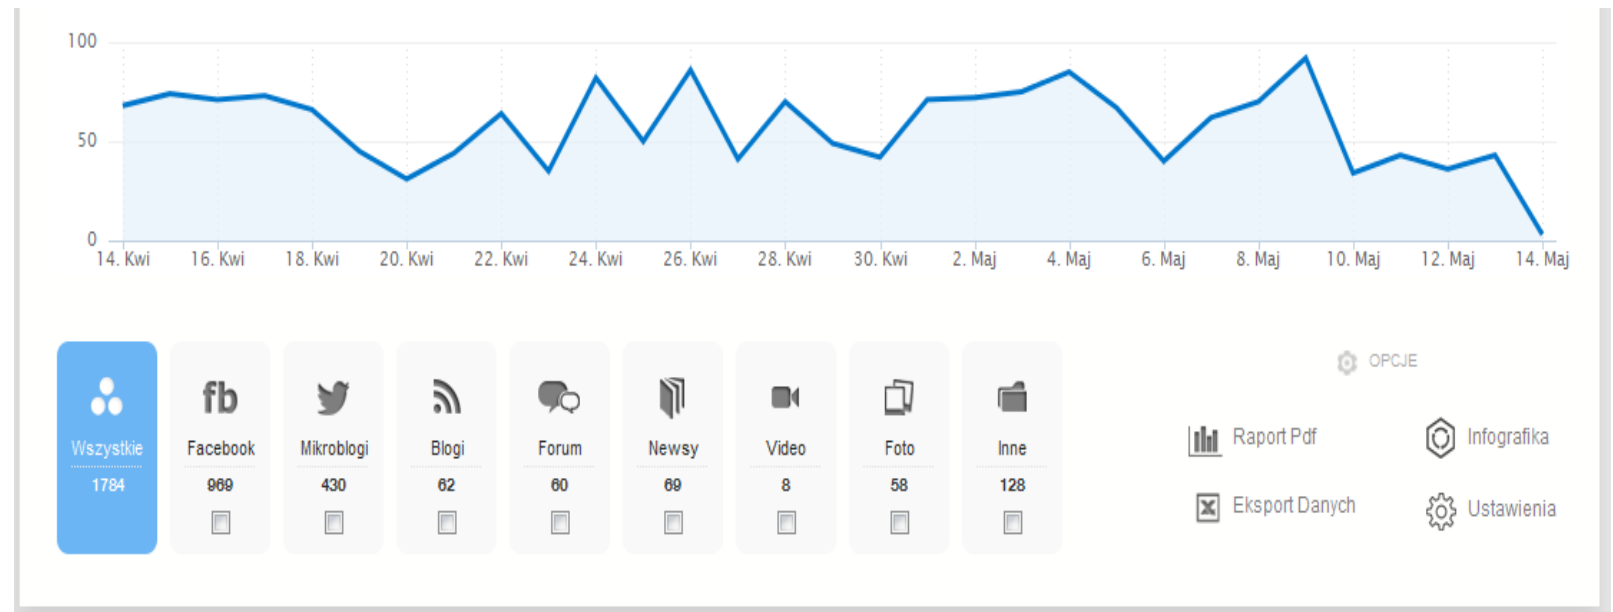 100
50
0
14. Kwi 16. Kwi 18. Kwi 20. Kwi 22. Kwi 24. Kwi 26. Kwi 28. Kwi 30. Kwi 2. Maj 4. Maj 6. Maj 8. Maj 10. Maj 12. Maj 14. Maj
Wszystkie
1784
fb
Facebook
969
Mikroblogi
430
Blogi
62
Forum
60
Newsy
69
Video
8
Foto
58
Inne
128
OPCJE
Raport Pdf
Infografika
Eksport Danych
Ustawienia